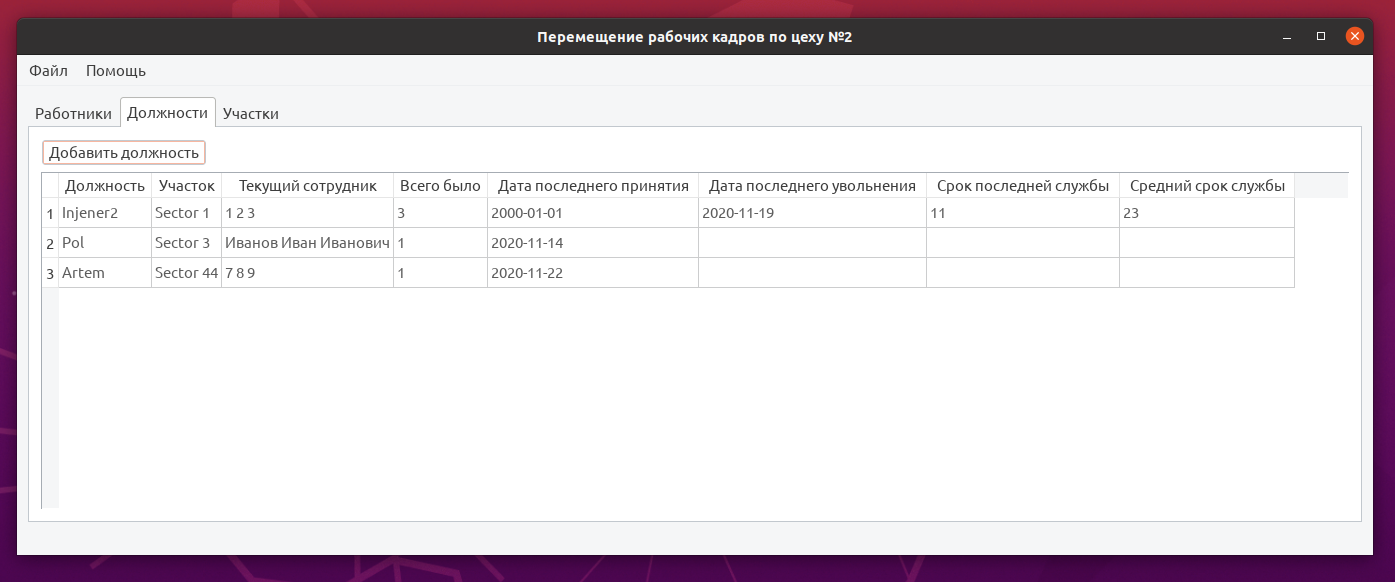 Перемещение рабочих кадров по цеху №2
Файл Помощь
Работники Должности Участки
Добавить должность
Должность Участок Текущий сотрудник Всего было Дата последнего принятия Дата последнего увольнения Срок последней службы Средний срок службы
1 Injener2 Sector 1 1 2 3 3 2000-01-01 2020-11-19 11 23
2 Pol Sector 3 Иванов Иван Иванович 1 2020-11-14
3 Artem Sector 44 7 8 9 1 2020-11-22